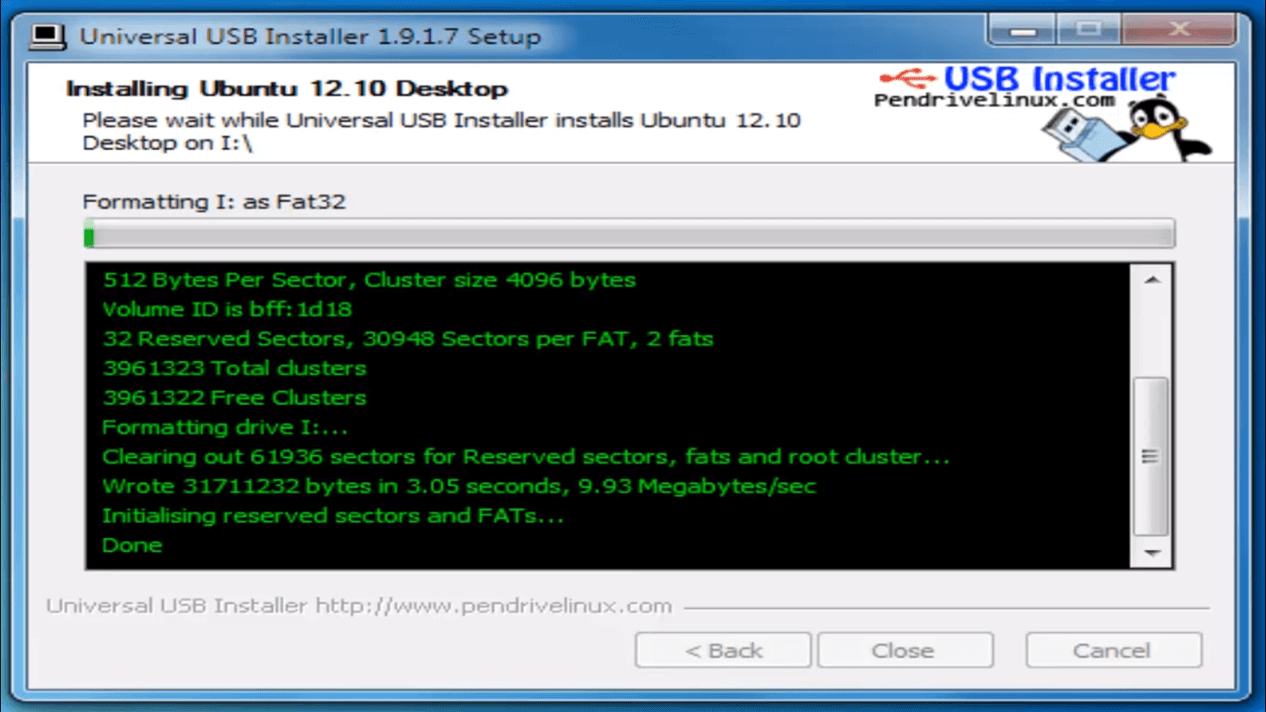 Universal USB Installer 1.9.1.7 Setup
Installing Ubuntu 12.10 Desktop
USB Installer
Pendrivelinux.com
Please wait while Universal USB Installer installs Ubuntu 12.10
Desktop on I:\
Formatting I: as Fat32
512 Bytes Per Sector, Cluster size 4096 bytes
Volume ID is bff:1d18
32 Reserved Sectors, 30948 Sectors per FAT, 2 fats
3961323 Total clusters
3961322 Free Clusters
Formatting drive I:...
Clearing out 61936 sectors for Reserved sectors, fats and root cluster...
Wrote 31711232 bytes in 3.05 seconds, 9.93 Megabytes/sec
Initialising reserved sectors and FATs...
Done
Universal USB Installer http://www.pendrivelinux.com
< Back
Close
Cancel